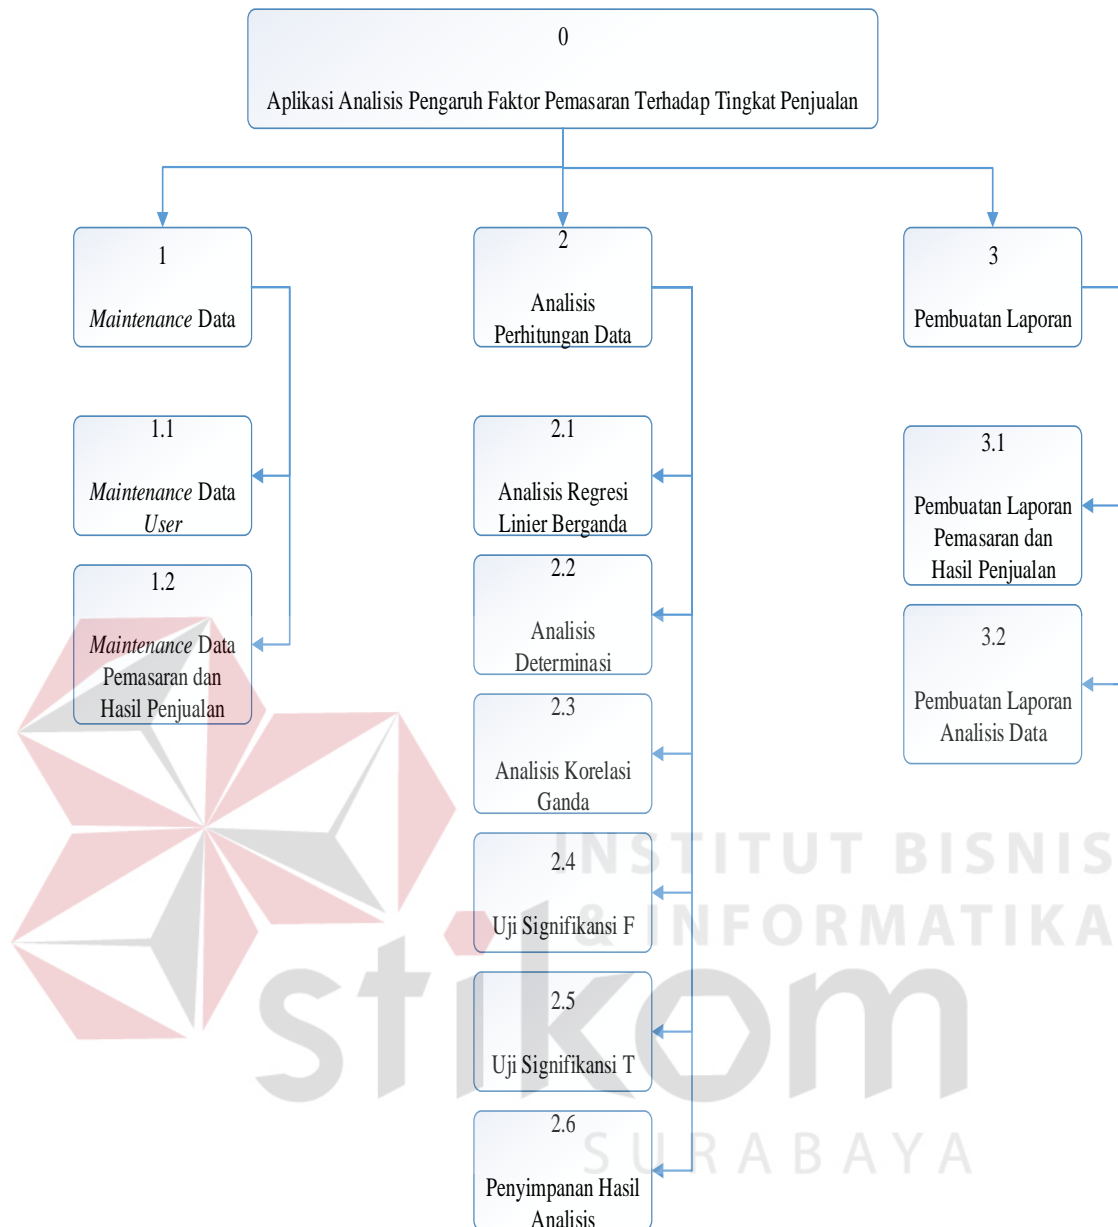 0
Aplikasi Analisis Pengaruh Faktor Pemasaran Terhadap Tingkat Penjualan
1
Maintenance Data
1.1
Maintenance Data
User
1.2
Maintenance Data
Pemasaran dan
Hasil Penjualan
2
Analisis
Perhitungan Data
2.1
Analisis Regresi
Linier Berganda
2.2
Analisis
Determinasi
2.3
Analisis Korelasi
Ganda
2.4
Uji Signifikansi F
2.5
Uji Signifikansi T
2.6
Penyimpanan Hasil
Analisis
3
Pembuatan Laporan
3.1
Pembuatan Laporan
Pemasaran dan
Hasil Penjualan
3.2
Pembuatan Laporan
Analisis Data
INSTITUT BISNIS
& INFORMATIKA
stikom
SURABAYA